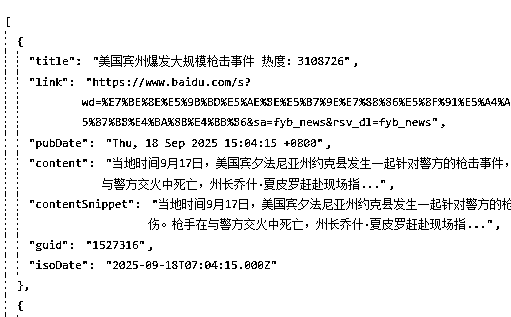 [
{
"title": "美国宾州爆发大规模枪击事件 热度: 3108726",
"link": "https://www.baidu.com/s?
wd=%E7%BE%8E%E5%9B%BD%E5%AE%BE%E5%B7%9E%E7%88%86%E5%8F%91%E5%A4%A
5%B7%BB%E4%BA%8B%E4%BB%B6&sa=fyb_news&rsv_dl=fyb_news",
"pubDate": "Thu, 18 Sep 2025 15:04:15 +0800",
"content": "当地时间9月17日，美国宾夕法尼亚州约克县发生一起针对警方的枪击事件，
与警方交火中死亡，州长乔什·夏皮罗赶赴现场指...",
"contentSnippet": "当地时间9月17日，美国宾夕法尼亚州约克县发生一起针对警方的枪
伤。枪手在与警方交火中死亡，州长乔什·夏皮罗赶赴现场指...",
"guid": "1527316",
"isoDate": "2025-09-18T07:04:15.000Z"
},
{